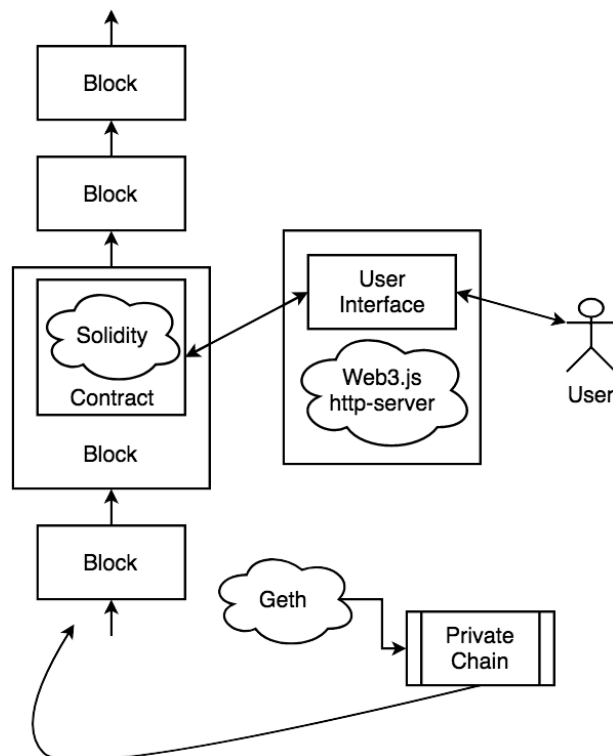 Block
Block
Solidity
Contract
Block
User
Interface
Web3.js
http-server
User
Block
Geth
Private
Chain